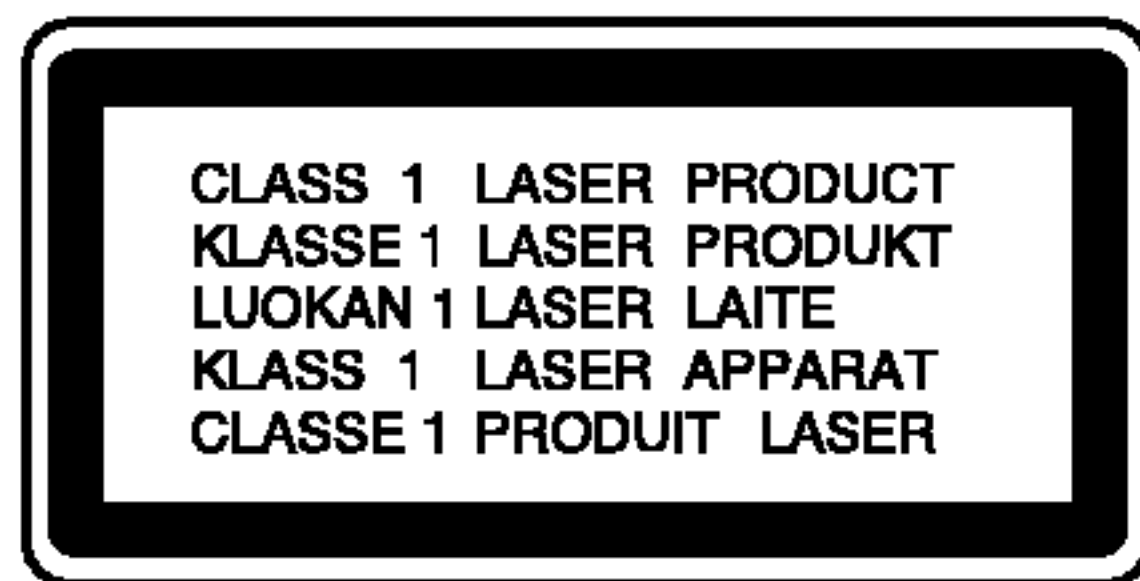 CLASS 1 LASER PRODUCT
KLASSE 1 LASER PRODUKT
LUOKAN 1 LASER LAITE
KLASS 1 LASER APPARAT
CLASSE 1 PRODUIT LASER